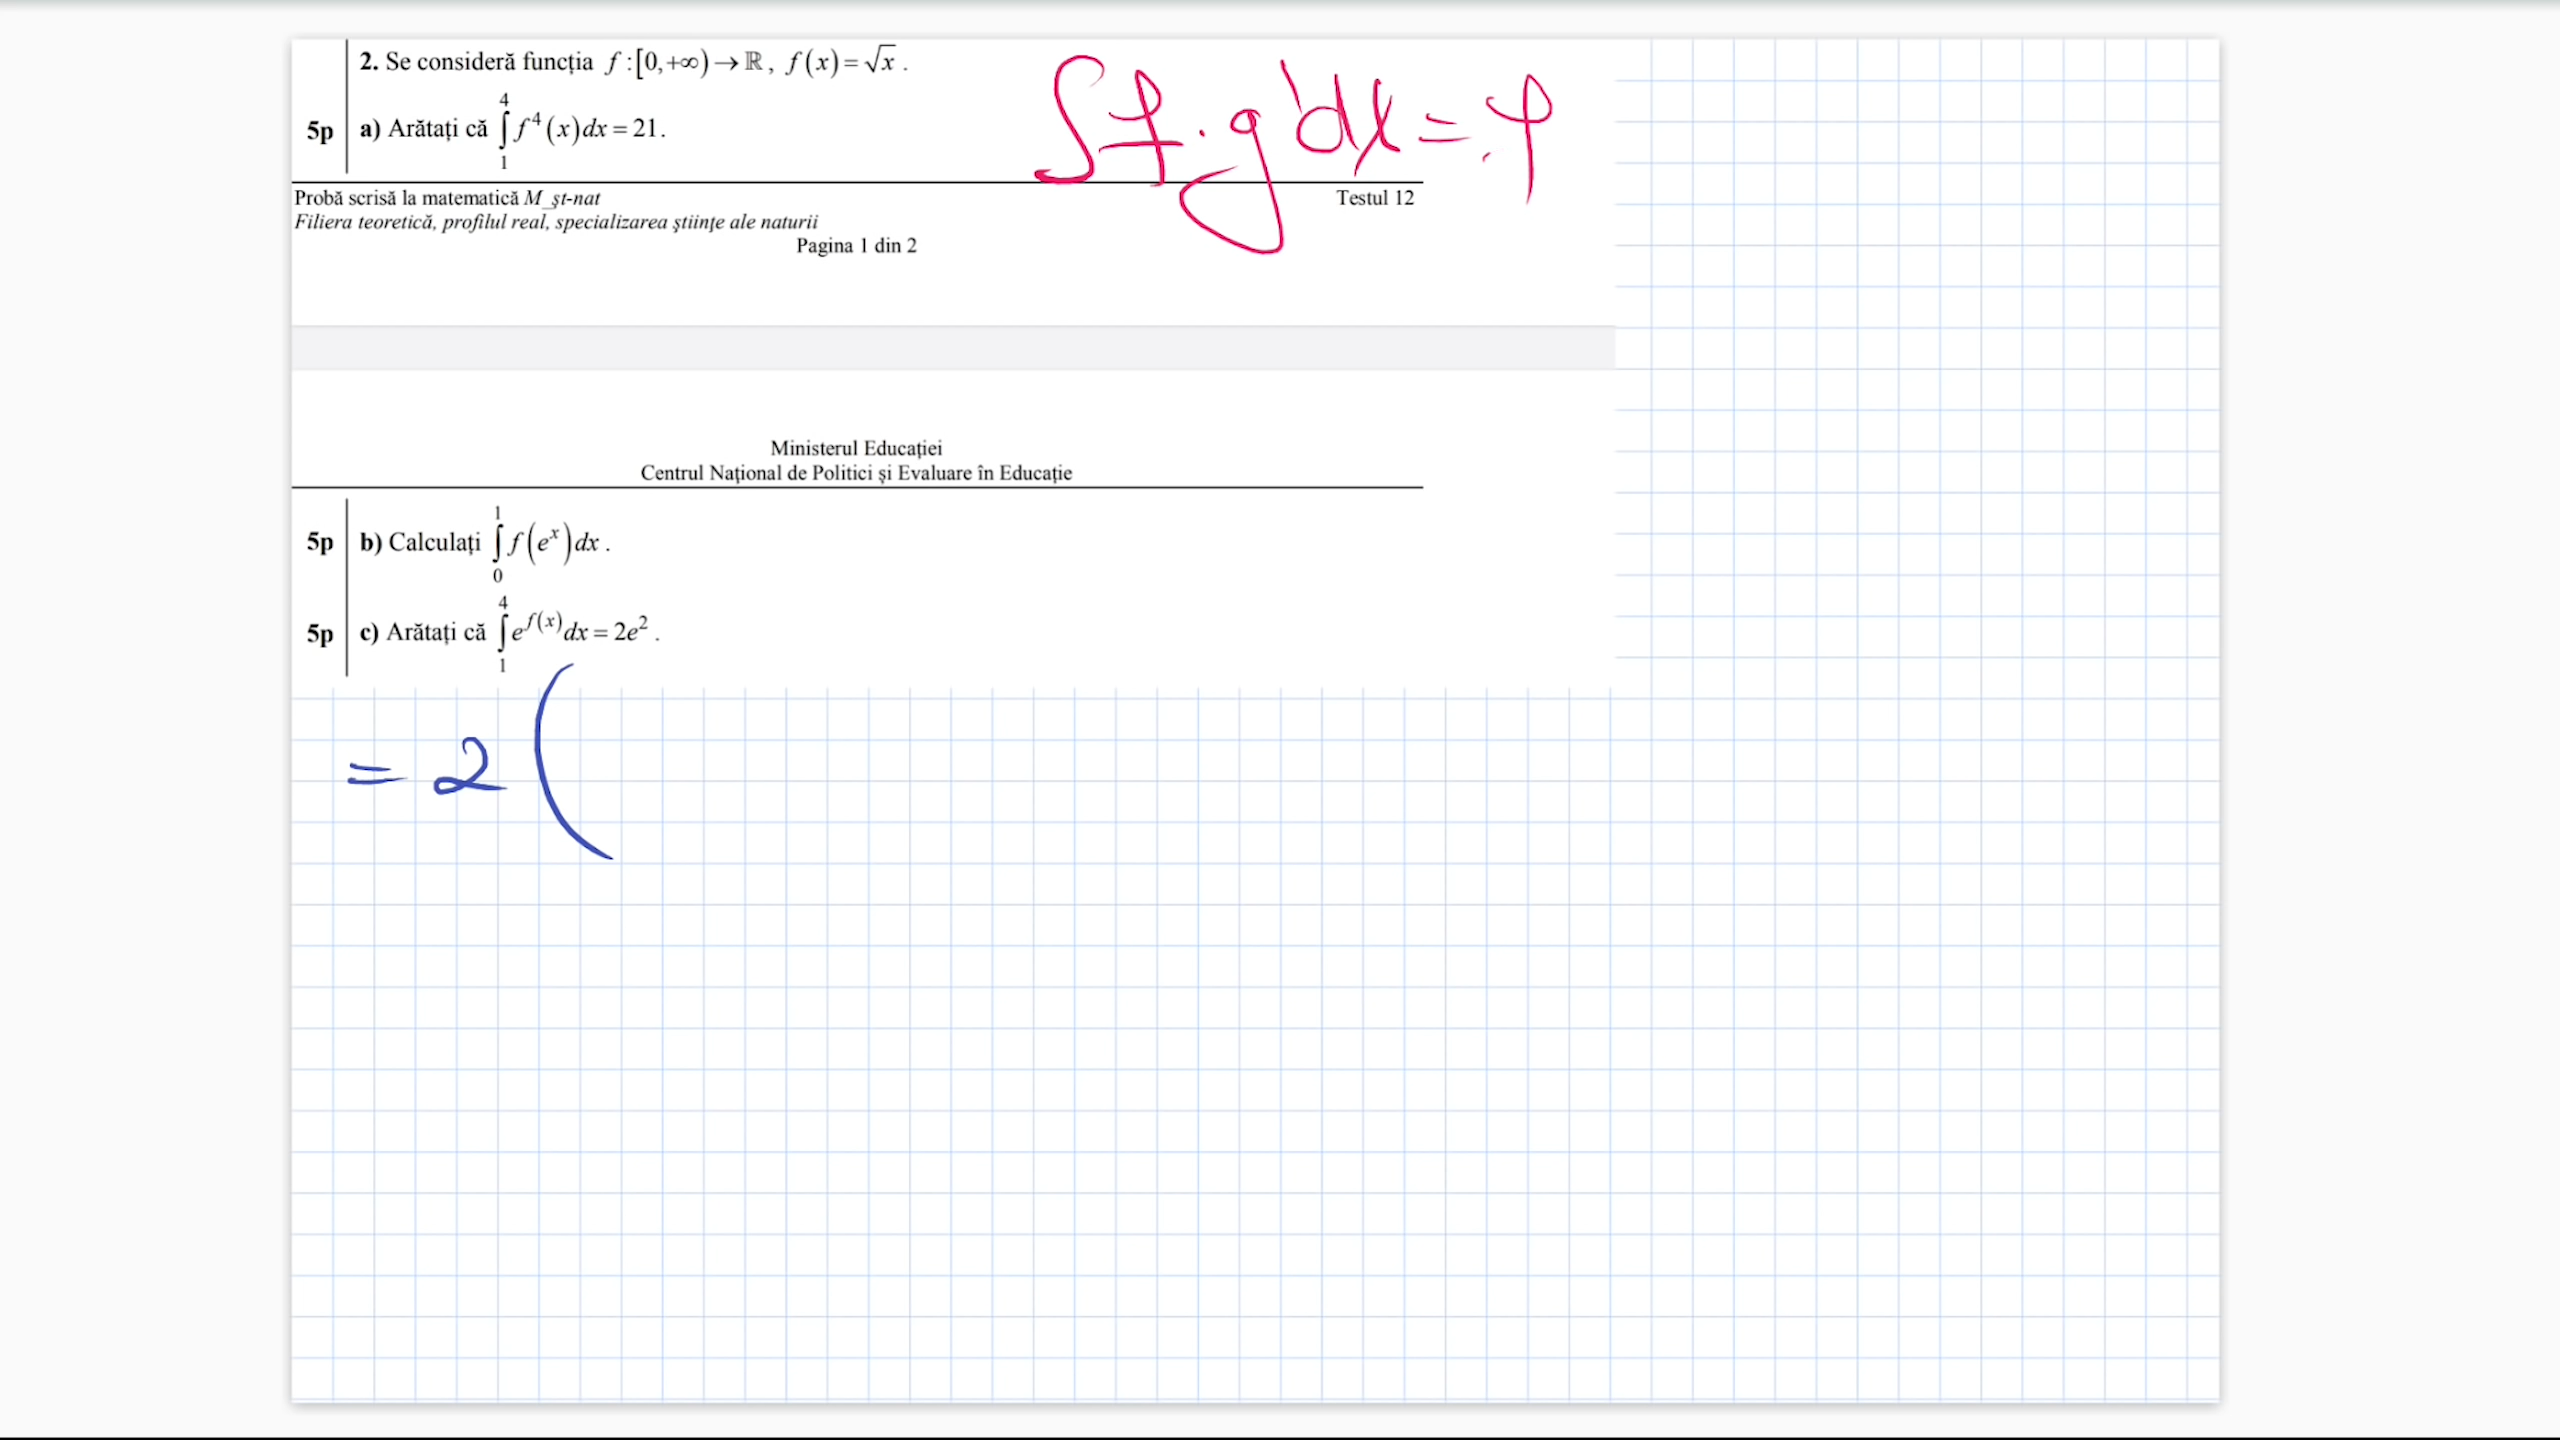 2. Se consideră funcția f:[0,+∞)→ℝ, f(x)=√x.
5p a) Arătați că ∫₁⁴ f⁴(x)dx=21.
∫f·g'dx=f
Probă scrisă la matematică M_şt-nat
Testul 12
Filiera teoretică, profilul real, specializarea ştiinţe ale naturii
Pagina 1 din 2
Ministerul Educației
Centrul Național de Politici și Evaluare în Educație
5p b) Calculați ∫₀¹ f(eˣ)dx.
5p c) Arătați că ∫₁⁴ e^f(x) dx=2e².
= 2 (